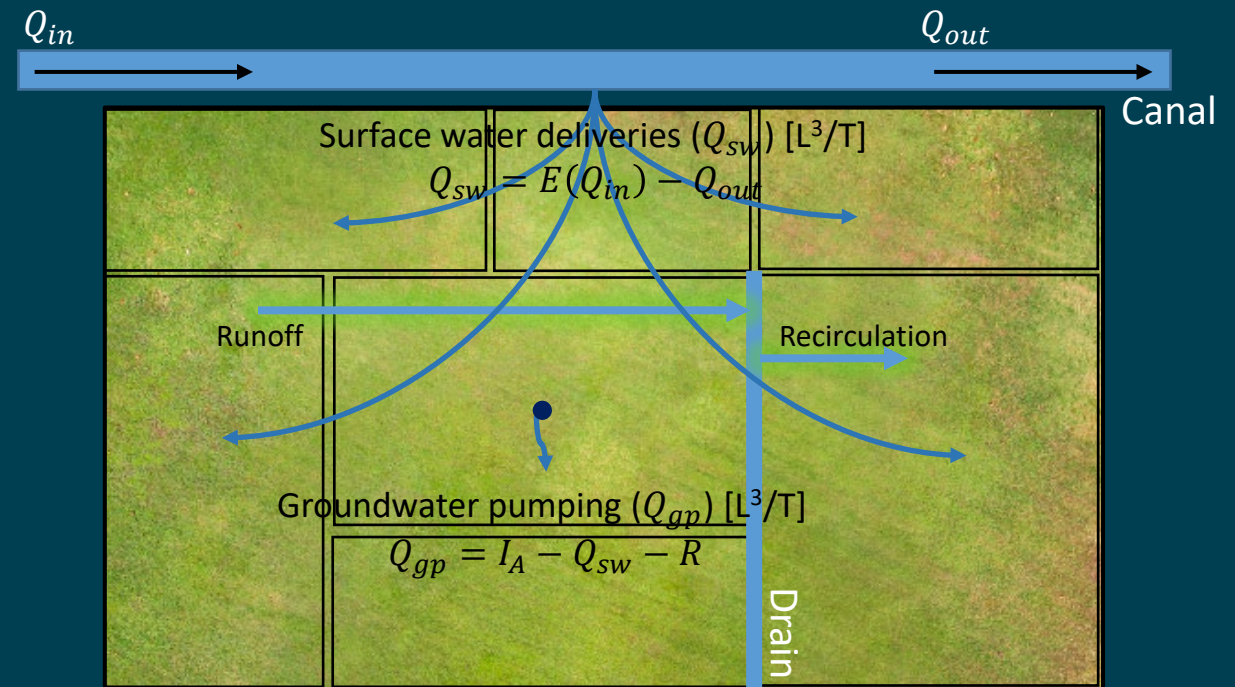 Q_in
Q_out
Canal
Surface water deliveries (Q_sw) [L³/T]
Q_sw = E(Q_in) − Q_out
Runoff
Recirculation
Groundwater pumping (Q_gp) [L³/T]
Q_gp = I_A − Q_sw − R
Drain